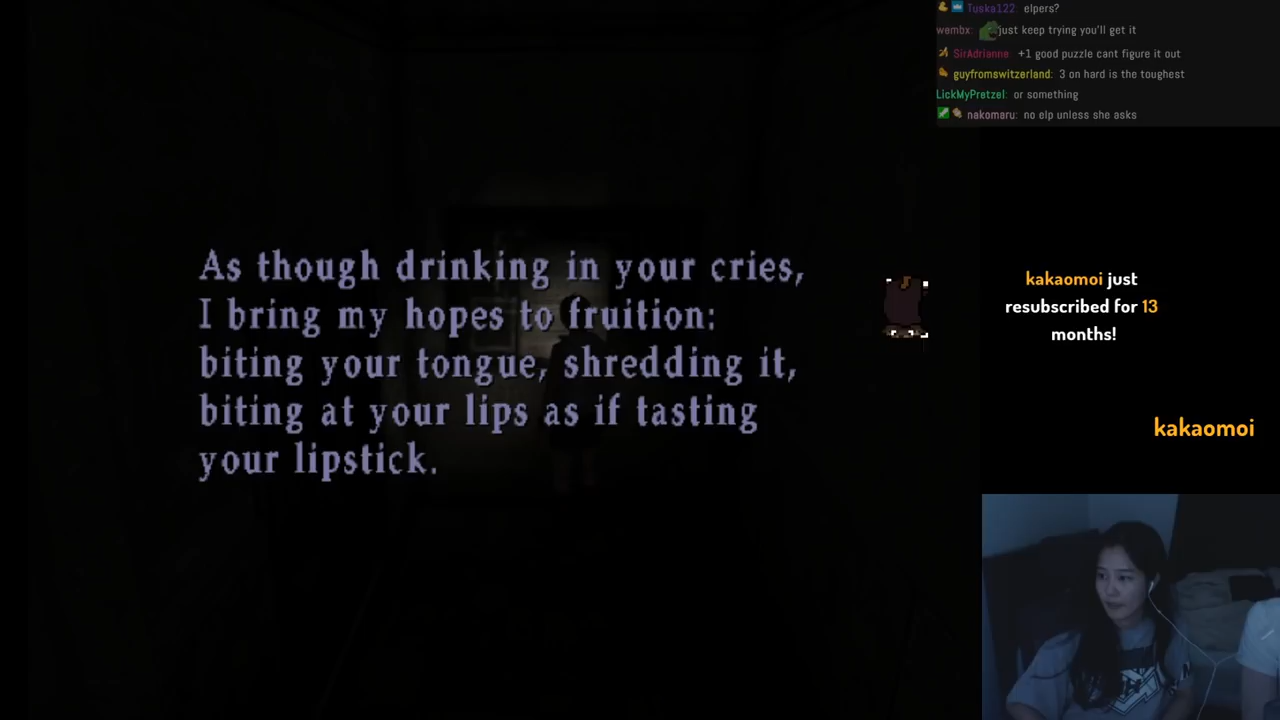 Tuska122: elpers?
wembx: just keep trying you'll get it
SirAdrianne: +1 good puzzle cant figure it out
guyfromswitzerland: 3 on hard is the toughest
LickMyPretzel: or something
nakomaru: no elp unless she asks
As though drinking in your cries,
I bring my hopes to fruition:
biting your tongue, shredding it,
biting at your lips as if tasting
your lipstick.
kakaomoi just
resubscribed for 13
months!
kakaomoi